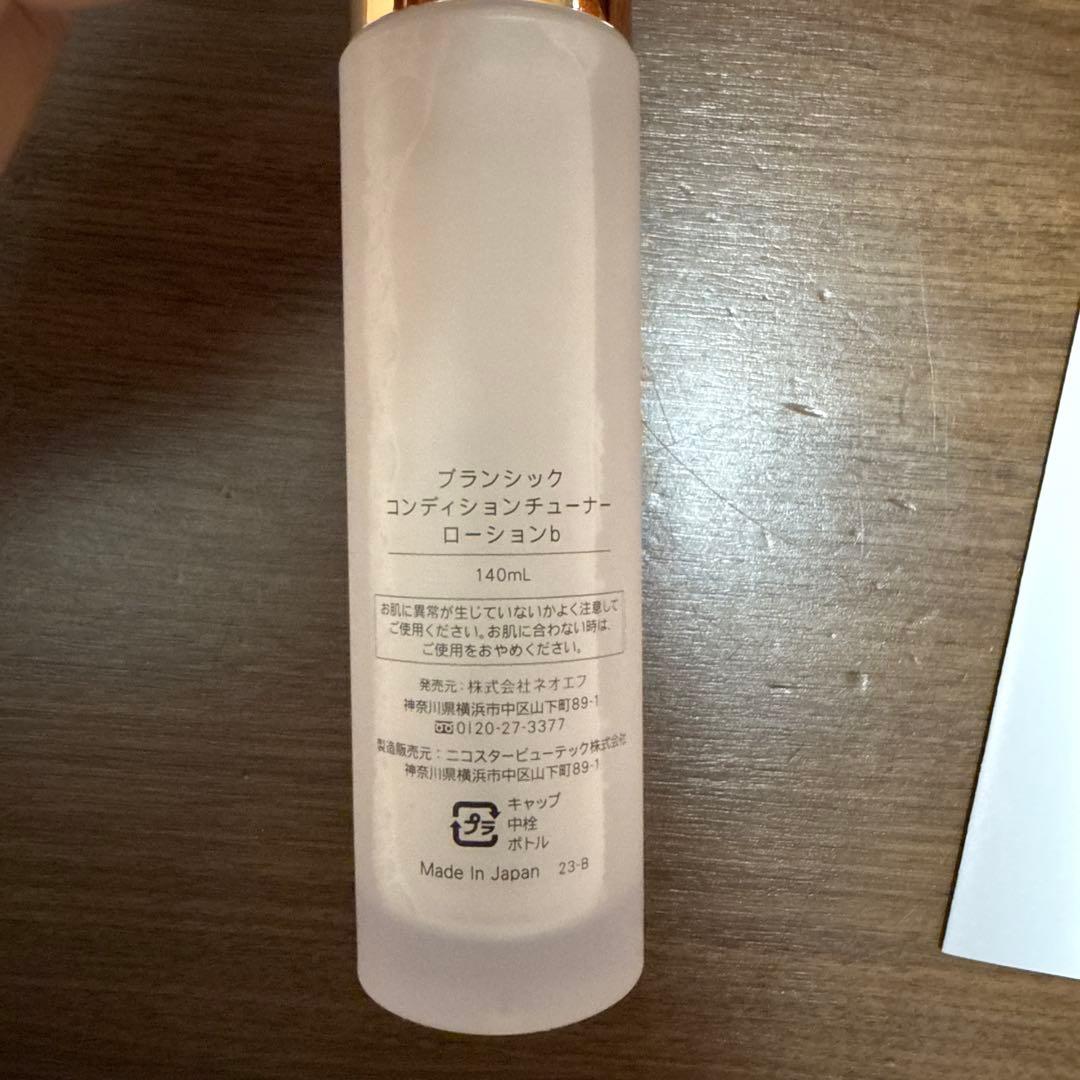 ブランシック
コンディションチューナー
ローションb
140mL
お肌に異常が生じていないかよく注意して
ご使用ください。お肌に合わない時は、
ご使用をおやめください。
発売元：株式会社ネオエフ
神奈川県横浜市中区山下町89-1
0120-27-3377
製造販売元：ニコスタービューテック株式会社
神奈川県横浜市中区山下町89-1
プラ
キャップ
中栓
ボトル
Made In Japan 23-B